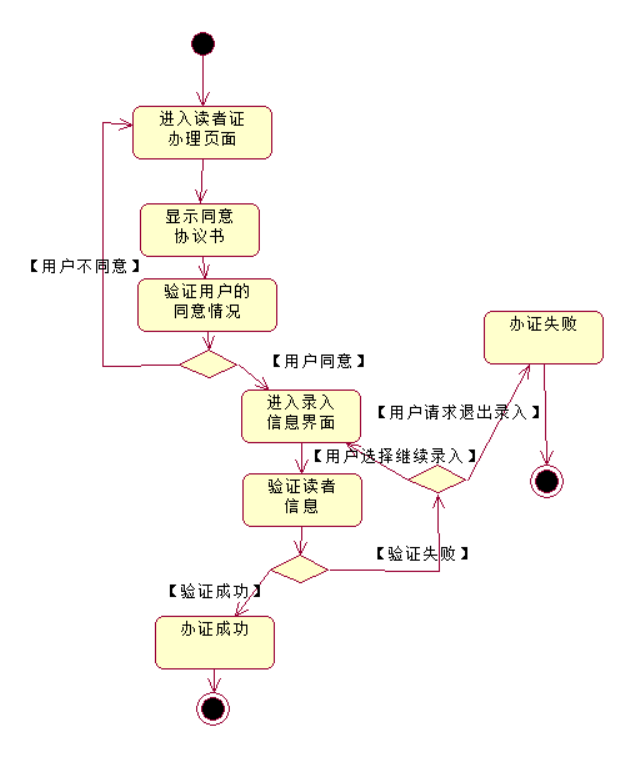 进入读者证
办理页面
显示同意
协议书
【用户不同意】
验证用户的
同意情况
办证失败
【用户同意】
进入录入
信息界面
【用户请求退出录入】
【用户选择继续录入】
验证读者
信息
【验证失败】
【验证成功】
办证成功